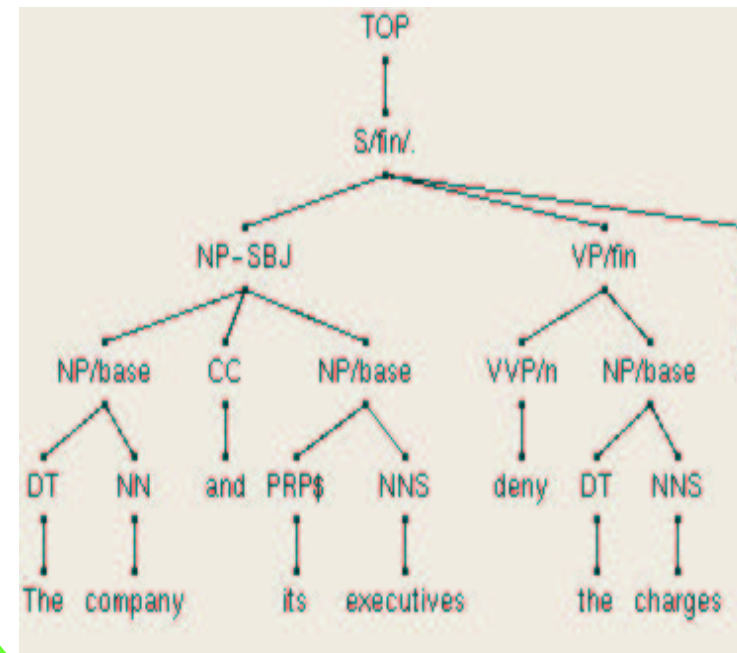 TOP
S/fin/.
NP-SBJ VP/fin
NP/base CC NP/base VVP/n NP/base
DT NN and PRP$ NNS deny DT NNS
The company its executives the charges